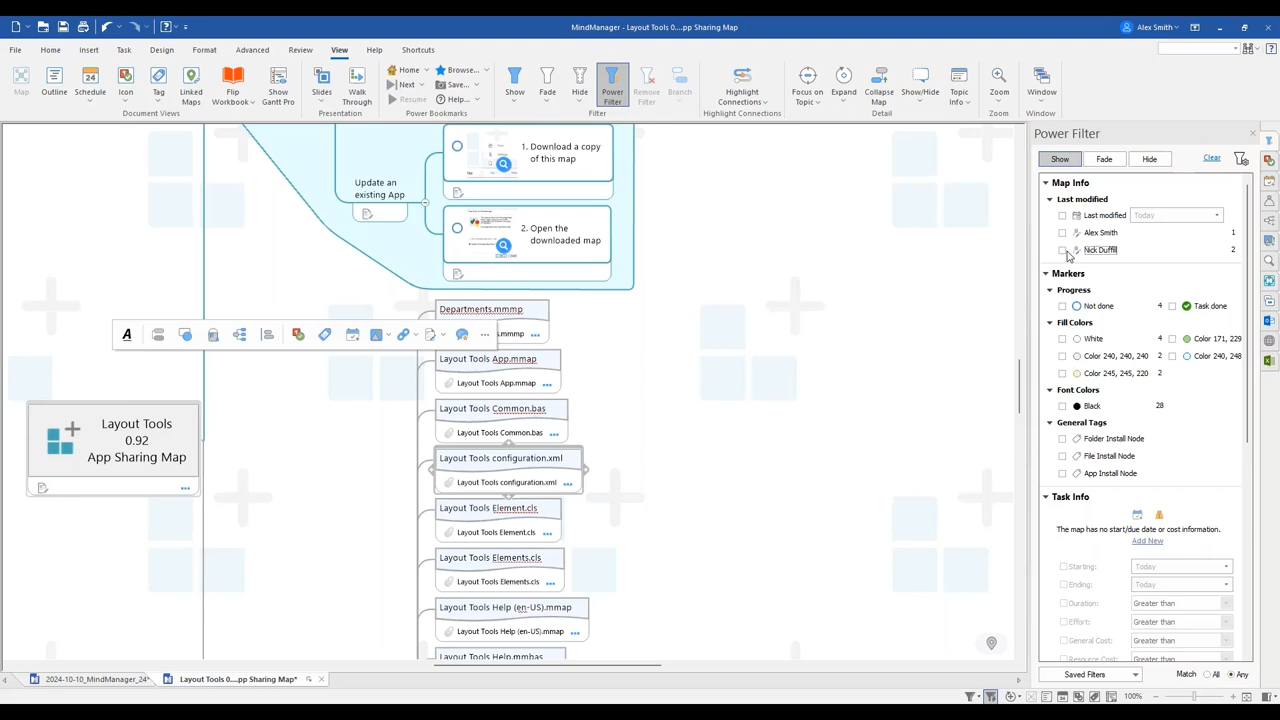 MindManager - Layout Tools 0....pp Sharing Map*
Alex Smith
File Home Insert Task Design Format Advanced Review View Help Shortcuts
Map
Outline
Schedule
Icon
Tag
Linked Maps
Flip Workbook
Show Gantt Pro
Slides
Walk Through
Home
Next
Resume
Browse...
Save...
Help...
Show
Fade
Hide
Power Filter
Remove Filter
Branch
Highlight Connections
Focus on Topic
Expand
Collapse Map
Show/Hide
Topic Info
Zoom
Window
Document Views
Presentation
Power Bookmarks
Filter
Highlight Connections
Detail
Zoom
Window
Update an
existing App
1. Download a copy
of this map
2. Open the
downloaded map
Layout Tools
0.92
App Sharing Map
Departments.mmmp
s.mmmp
Layout Tools App.mmap
Layout Tools App.mmap
Layout Tools Common.bas
Layout Tools Common.bas
Layout Tools configuration.xml
Layout Tools configuration.xml
Layout Tools Element.cls
Layout Tools Element.cls
Layout Tools Elements.cls
Layout Tools Elements.cls
Layout Tools Help (en-US).mmap
Layout Tools Help (en-US).mmap
Layout Tools Help.mmbas
Power Filter
Show Fade Hide Clear
Map Info
Last modified
Last modified Today
Alex Smith 1
Nick Duffill 2
Markers
Progress
Not done 4 Task done
Fill Colors
White 4 Color 171, 229
Color 240, 240, 240 2 Color 240, 248
Color 245, 245, 220 2
Font Colors
Black 28
General Tags
Folder Install Node
File Install Node
App Install Node
Task Info
The map has no start/due date or cost information.
Add New
Starting: Today
Ending: Today
Duration: Greater than
Effort: Greater than
General Cost: Greater than
Resource Cost: Greater than
Saved Filters Match All Any
2024-10-10_MindManager_24*
Layout Tools 0....pp Sharing Map*
100%